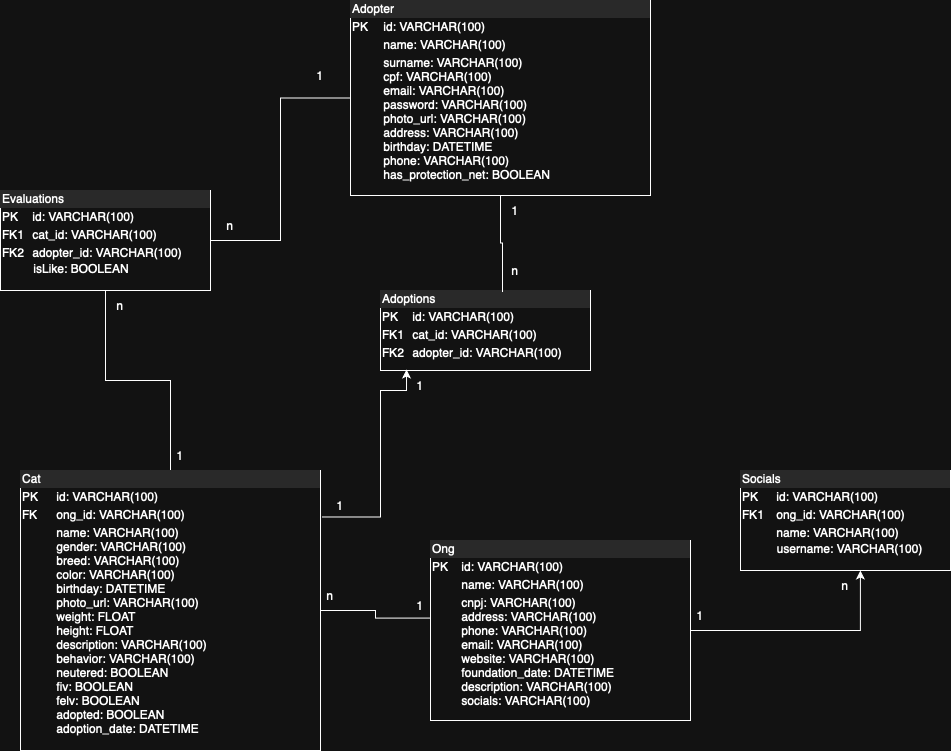 Adopter
PK id: VARCHAR(100)
name: VARCHAR(100)
surname: VARCHAR(100)
cpf: VARCHAR(100)
email: VARCHAR(100)
password: VARCHAR(100)
photo_url: VARCHAR(100)
address: VARCHAR(100)
birthday: DATETIME
phone: VARCHAR(100)
has_protection_net: BOOLEAN
1
1
Evaluations
PK id: VARCHAR(100)
FK1 cat_id: VARCHAR(100)
FK2 adopter_id: VARCHAR(100)
isLike: BOOLEAN
n
n
n
Adoptions
PK id: VARCHAR(100)
FK1 cat_id: VARCHAR(100)
FK2 adopter_id: VARCHAR(100)
1
1
1
Cat
PK id: VARCHAR(100)
FK ong_id: VARCHAR(100)
name: VARCHAR(100)
gender: VARCHAR(100)
breed: VARCHAR(100)
color: VARCHAR(100)
birthday: DATETIME
photo_url: VARCHAR(100)
weight: FLOAT
height: FLOAT
description: VARCHAR(100)
behavior: VARCHAR(100)
neutered: BOOLEAN
fiv: BOOLEAN
felv: BOOLEAN
adopted: BOOLEAN
adoption_date: DATETIME
n
1
Ong
PK id: VARCHAR(100)
name: VARCHAR(100)
cnpj: VARCHAR(100)
address: VARCHAR(100)
phone: VARCHAR(100)
email: VARCHAR(100)
website: VARCHAR(100)
foundation_date: DATETIME
description: VARCHAR(100)
socials: VARCHAR(100)
1
n
Socials
PK id: VARCHAR(100)
FK1 ong_id: VARCHAR(100)
name: VARCHAR(100)
username: VARCHAR(100)